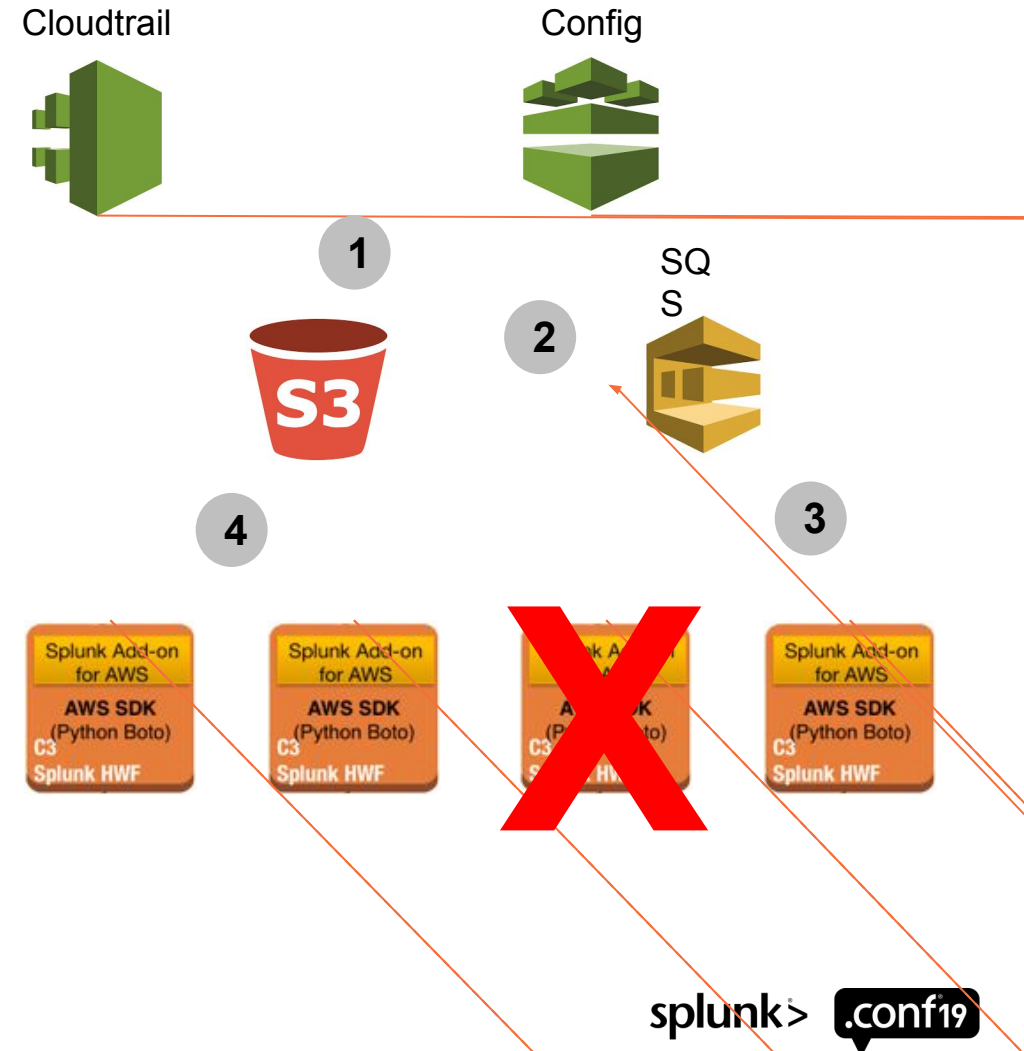 Cloudtrail
Config
1
SQ
S
2
S3
3
4
Splunk Add-on
for AWS
AWS SDK
(Python Boto)
C3
Splunk HWF
Splunk Add-on
for AWS
AWS SDK
(Python Boto)
C3
Splunk HWF
X
C3
Splunk Add-on
for AWS
AWS SDK
(Python Boto)
C3
Splunk HWF
splunk> .conf19